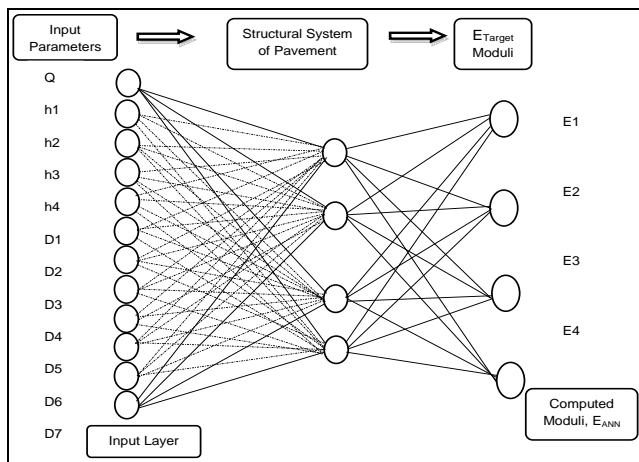 Input
Parameters
Structural System
of Pavement
ETarget
Moduli
Q
h1
h2
h3
h4
D1
D2
D3
D4
D5
D6
D7
E1
E2
E3
E4
Input Layer
Computed
Moduli, EANN